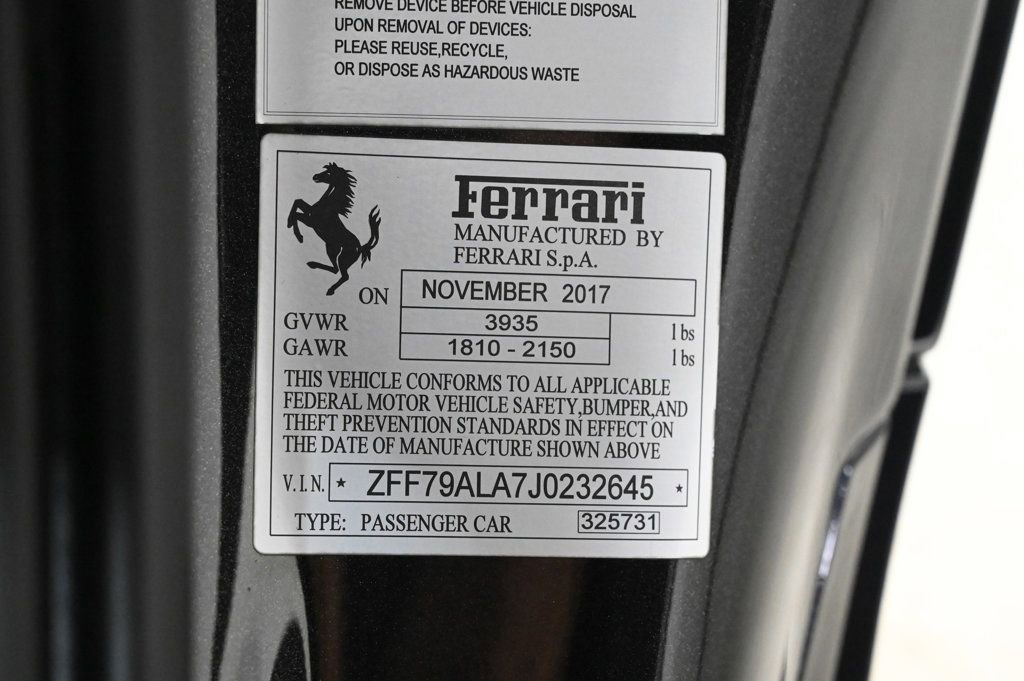 REMOVE DEVICE BEFORE VEHICLE DISPOSAL
UPON REMOVAL OF DEVICES:
PLEASE REUSE,RECYCLE,
OR DISPOSE AS HAZARDOUS WASTE
Ferrari
MANUFACTURED BY
FERRARI S.p.A.
ON NOVEMBER 2017
GVWR 3935 lbs
GAWR 1810 - 2150 lbs
THIS VEHICLE CONFORMS TO ALL APPLICABLE
FEDERAL MOTOR VEHICLE SAFETY,BUMPER,AND
THEFT PREVENTION STANDARDS IN EFFECT ON
THE DATE OF MANUFACTURE SHOWN ABOVE
V.I.N. ★ ZFF79ALA7J0232645 ★
TYPE: PASSENGER CAR 325731